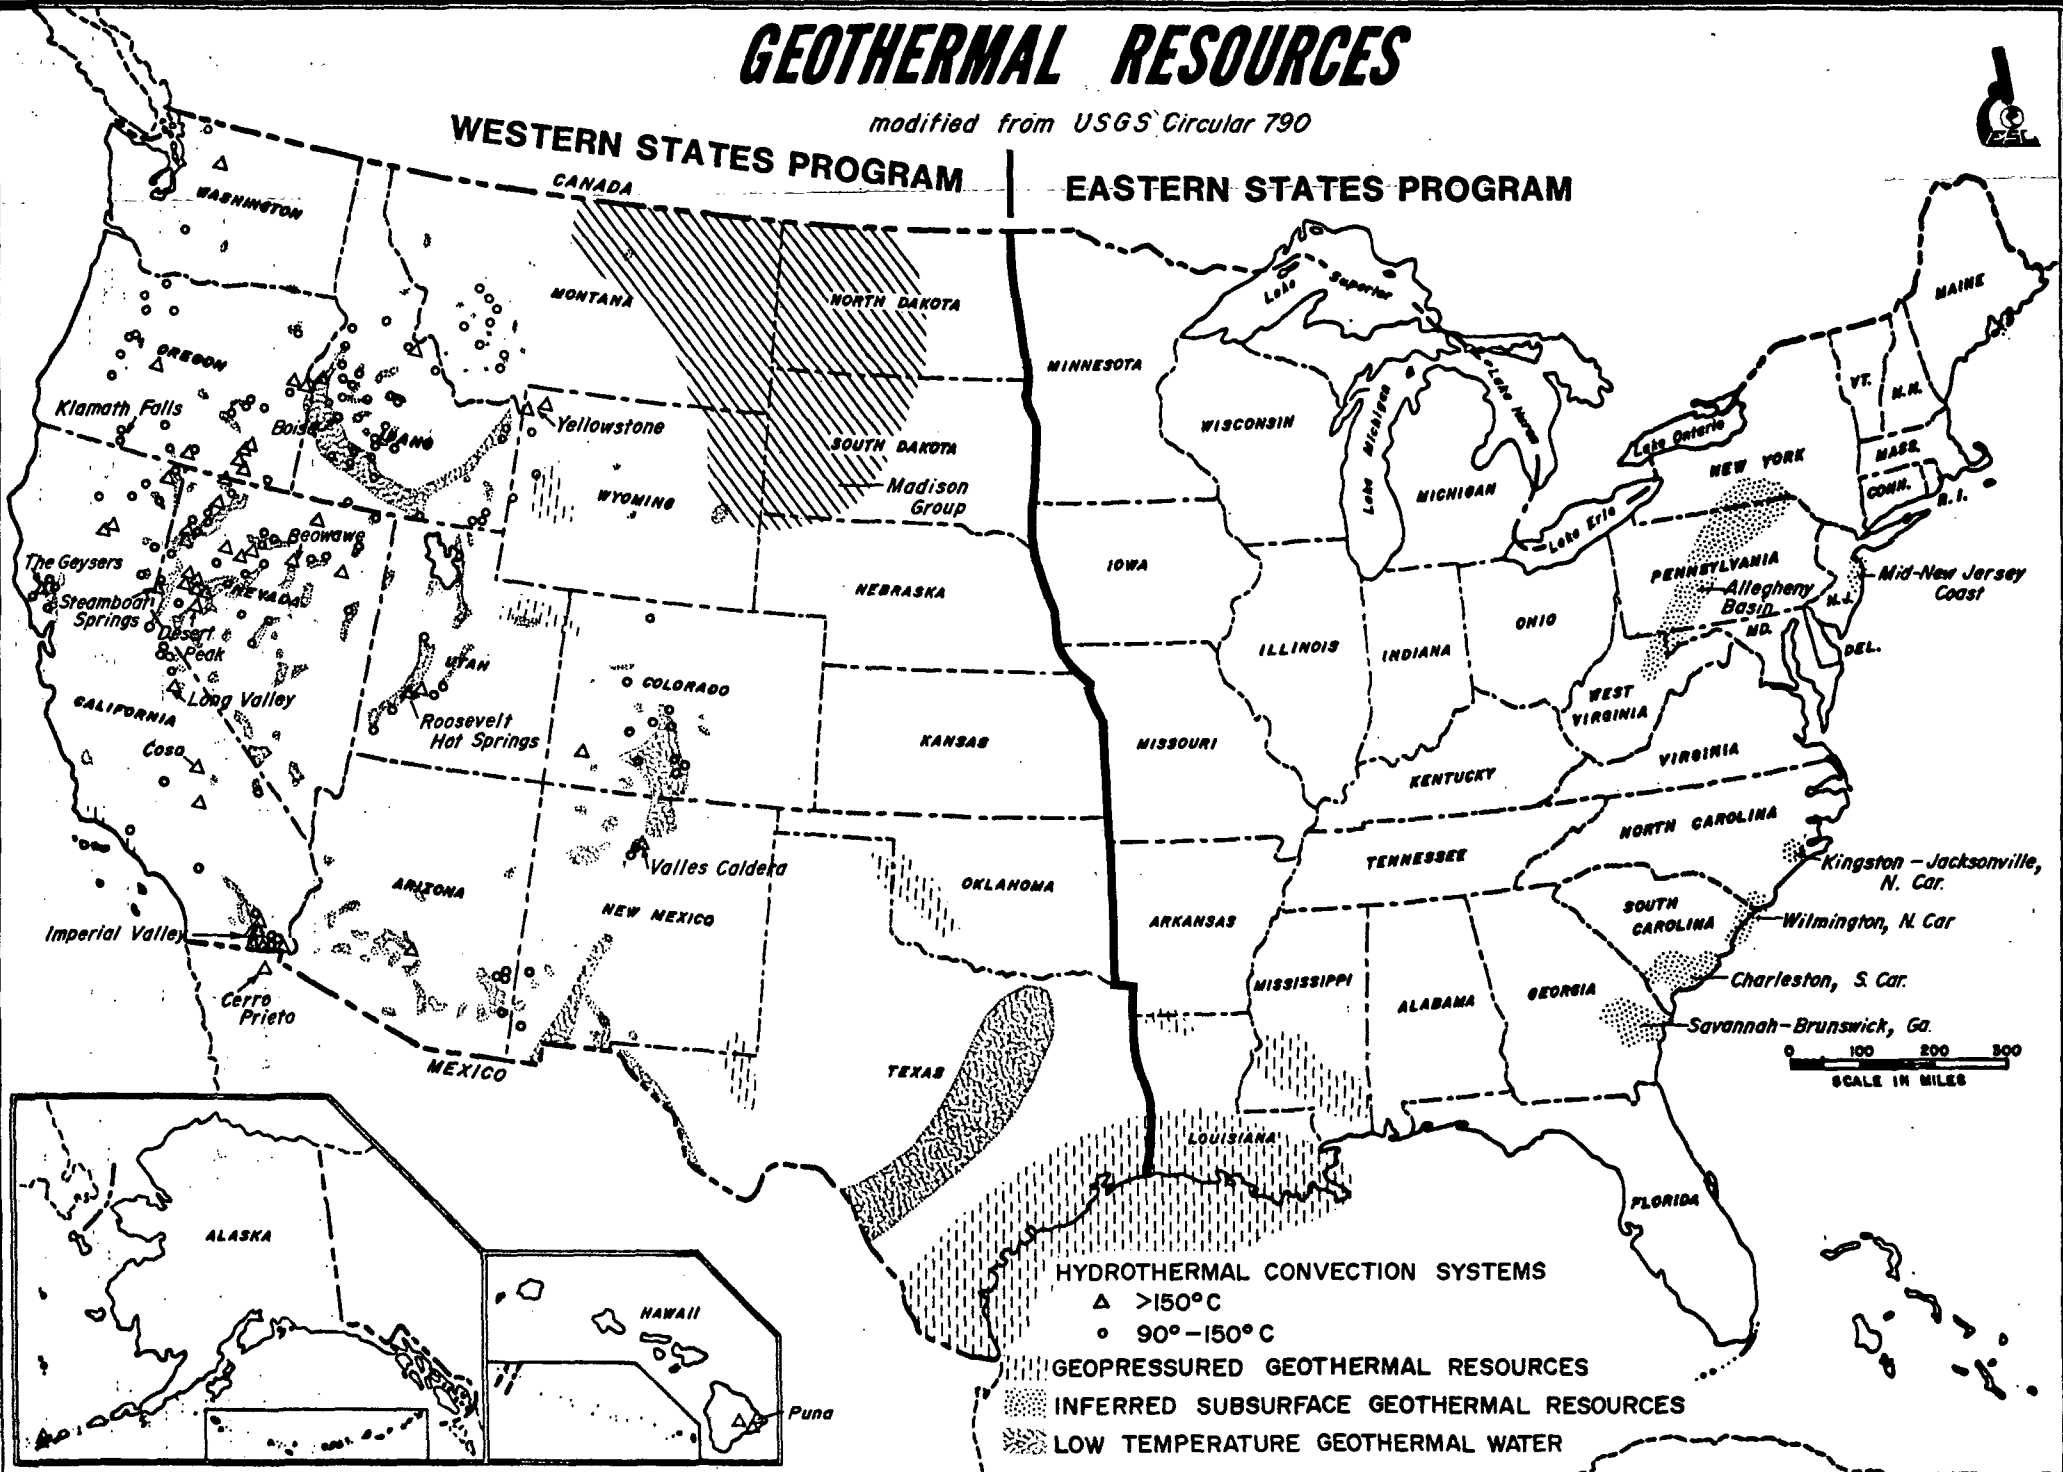 GEOTHERMAL RESOURCES
modified from USGS Circular 790
WESTERN STATES PROGRAM
EASTERN STATES PROGRAM
ESL
CANADA
WASHINGTON
MONTANA
NORTH DAKOTA
MINNESOTA
Lake Superior
MAINE
OREGON
Klamath Falls
Boise
IDAHO
Yellowstone
WYOMING
SOUTH DAKOTA
Madison
Group
WISCONSIN
Lake Michigan
Lake Huron
MICHIGAN
Lake Ontario
Lake Erie
NEW YORK
VT.
N.H.
MASS.
CONN.
R.I.
The Geysers
Beowawe
Steamboat
Springs
NEVADA
Desert
Peak
Long Valley
CALIFORNIA
Coso
UTAH
Roosevelt
Hot Springs
COLORADO
NEBRASKA
KANSAS
IOWA
ILLINOIS
INDIANA
OHIO
PENNSYLVANIA
Allegheny
Basin
N.J.
Mid-New Jersey
Coast
MD.
DEL.
WEST
VIRGINIA
VIRGINIA
MISSOURI
KENTUCKY
NORTH CAROLINA
TENNESSEE
Kingston-Jacksonville,
N. Car.
Valles Caldera
ARIZONA
NEW MEXICO
OKLAHOMA
ARKANSAS
SOUTH
CAROLINA
Wilmington, N. Car
Imperial Valley
Cerro
Prieto
MEXICO
TEXAS
MISSISSIPPI
ALABAMA
GEORGIA
Charleston, S. Car.
Savannah-Brunswick, Ga.
0 100 200 300
SCALE IN MILES
LOUISIANA
FLORIDA
ALASKA
HAWAII
Puna
HYDROTHERMAL CONVECTION SYSTEMS
>150°C
90°-150°C
GEOPRESSURED GEOTHERMAL RESOURCES
INFERRED SUBSURFACE GEOTHERMAL RESOURCES
LOW TEMPERATURE GEOTHERMAL WATER